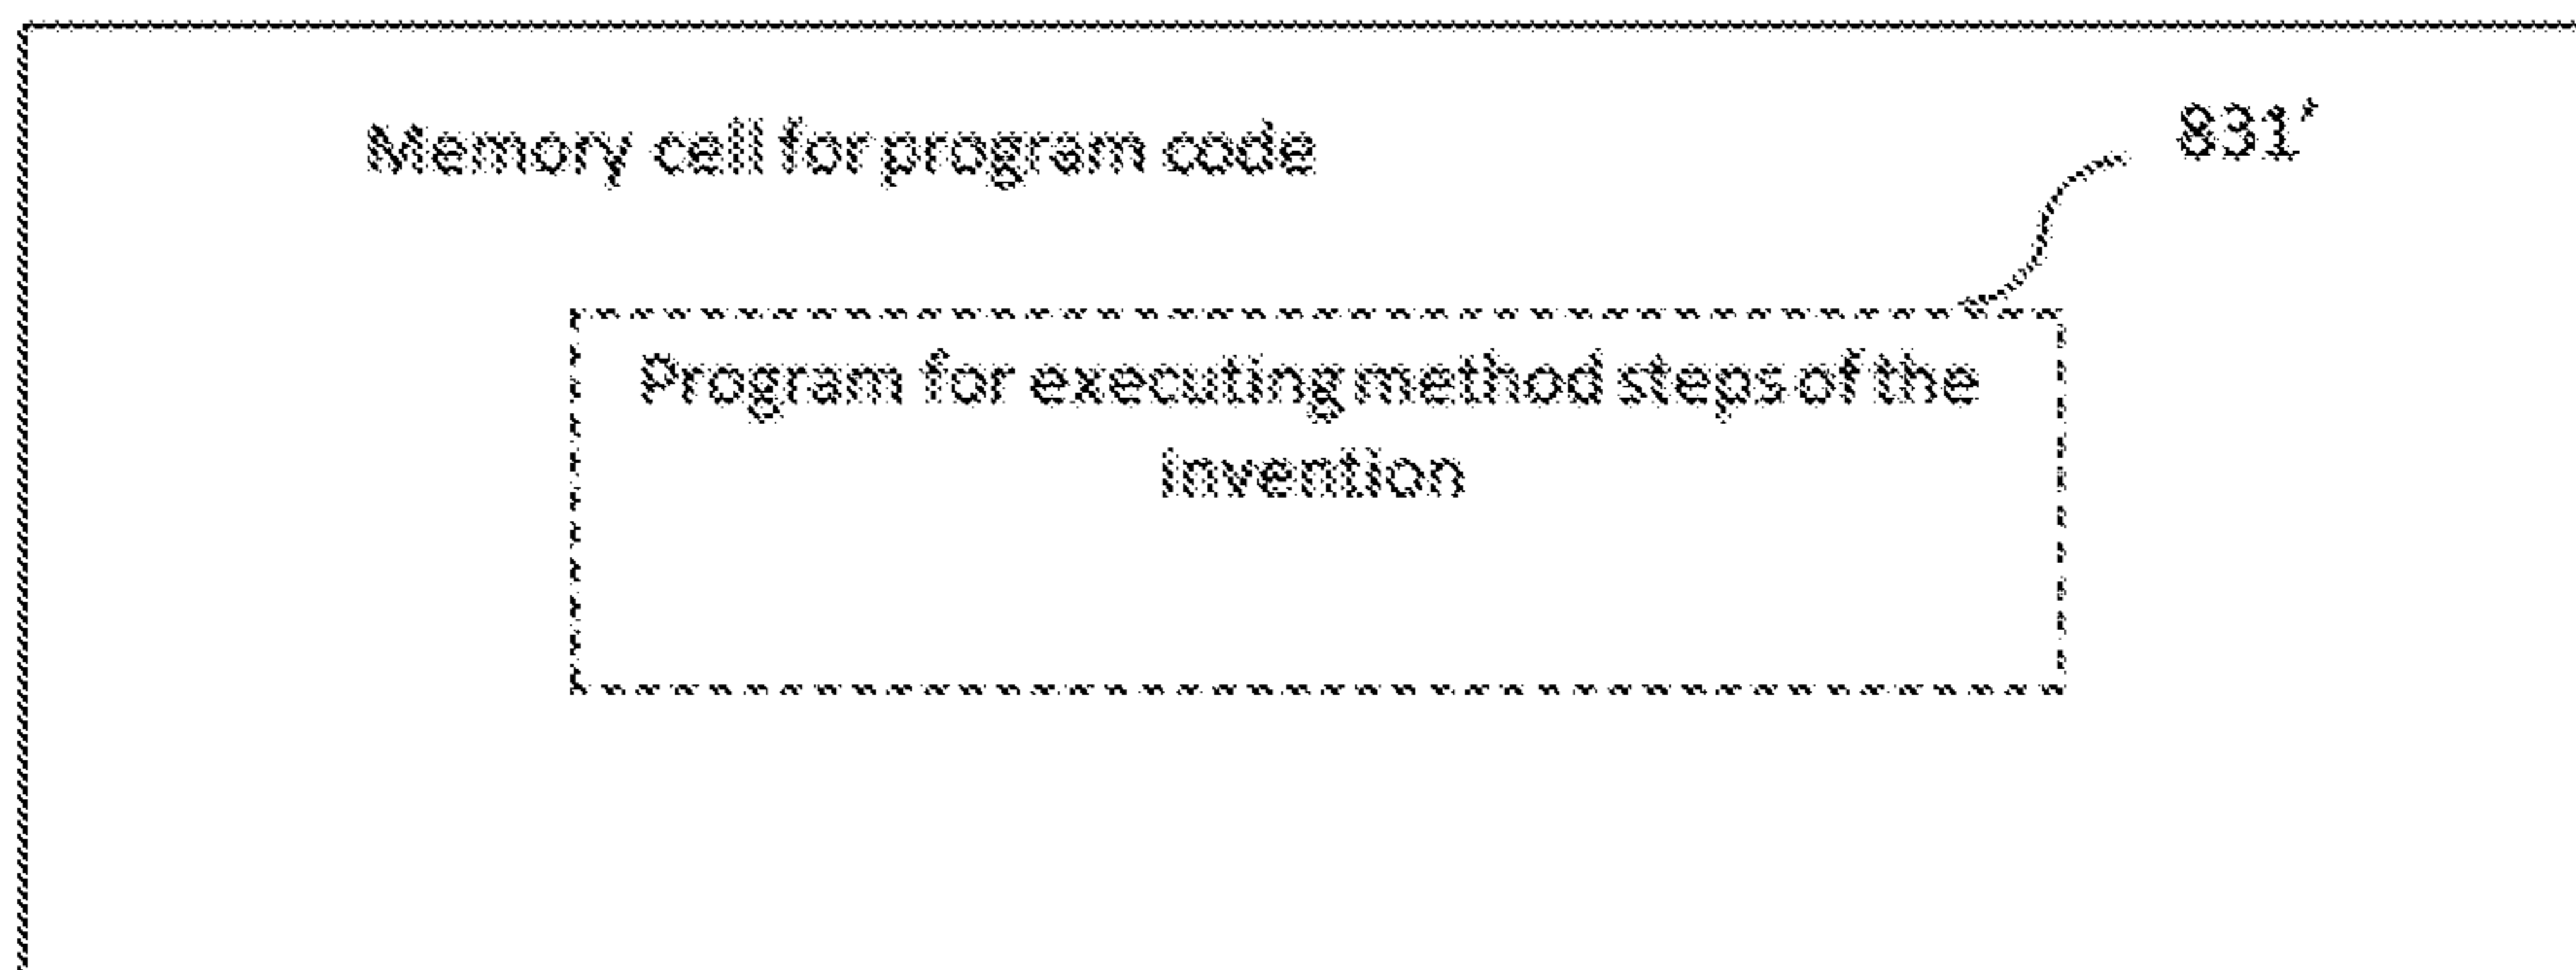 Memory cell for program code
831'
Program for executing method steps of the
invention